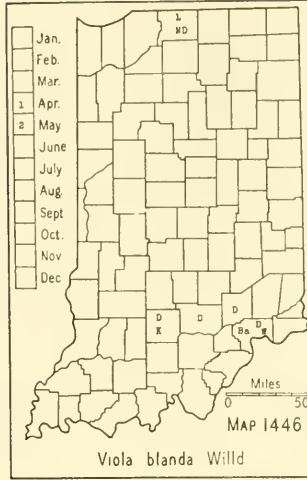 L
ND
Jan.
Feb.
Mar.
1 Apr.
2 May
June
July
Aug.
Sept
Oct.
Nov
Dec
D
K
D
D
Ba
D
W
Miles
0 50
MAP 1446
Viola blanda Willd